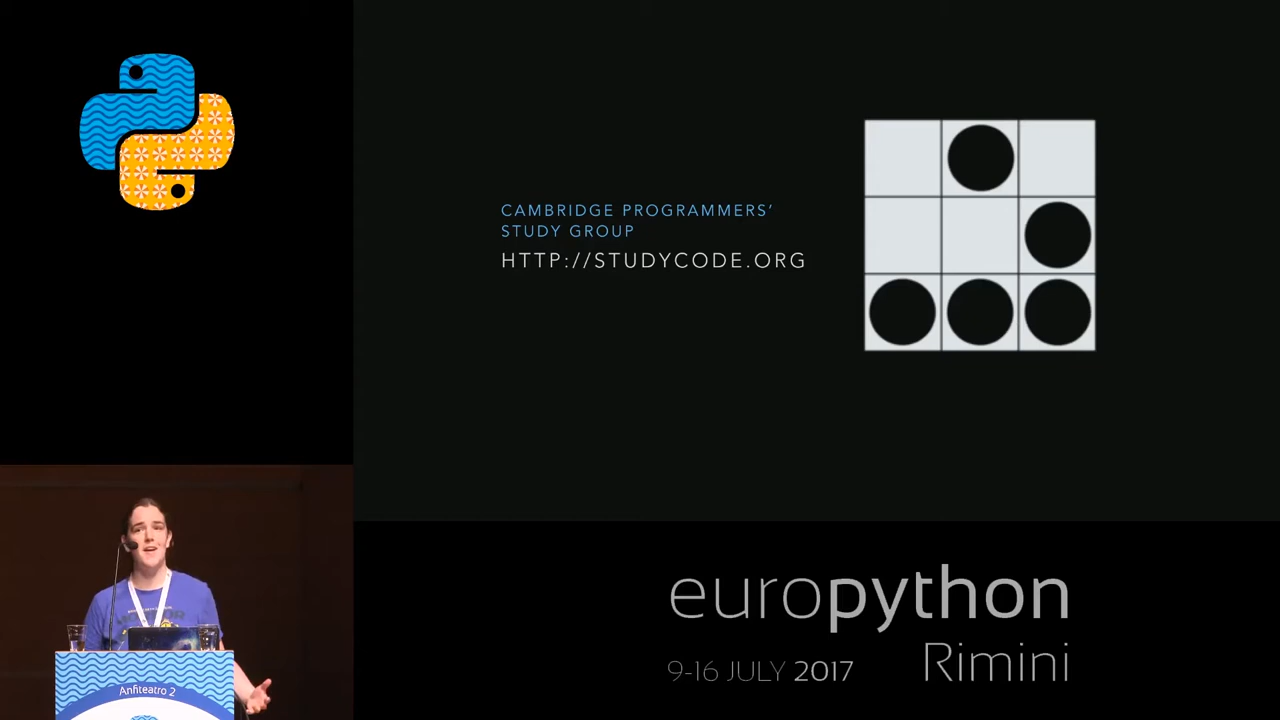 CAMBRIDGE PROGRAMMERS'
STUDY GROUP
HTTP://STUDYCODE.ORG
europython
9-16 JULY 2017
Rimini
Anfiteatro 2